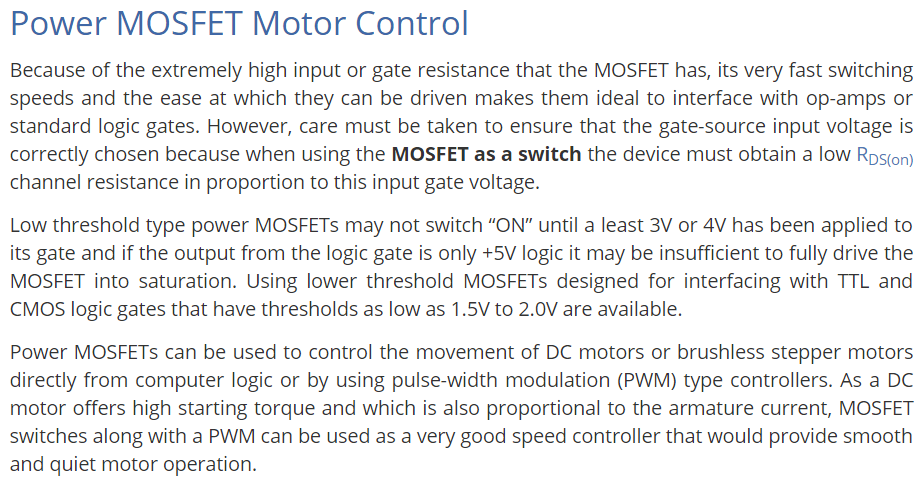 Power MOSFET Motor Control
Because of the extremely high input or gate resistance that the MOSFET has, its very fast switching
speeds and the ease at which they can be driven makes them ideal to interface with op-amps or
standard logic gates. However, care must be taken to ensure that the gate-source input voltage is
correctly chosen because when using the MOSFET as a switch the device must obtain a low RDS(on)
channel resistance in proportion to this input gate voltage.
Low threshold type power MOSFETs may not switch “ON” until a least 3V or 4V has been applied to
its gate and if the output from the logic gate is only +5V logic it may be insufficient to fully drive the
MOSFET into saturation. Using lower threshold MOSFETs designed for interfacing with TTL and
CMOS logic gates that have thresholds as low as 1.5V to 2.0V are available.
Power MOSFETs can be used to control the movement of DC motors or brushless stepper motors
directly from computer logic or by using pulse-width modulation (PWM) type controllers. As a DC
motor offers high starting torque and which is also proportional to the armature current, MOSFET
switches along with a PWM can be used as a very good speed controller that would provide smooth
and quiet motor operation.